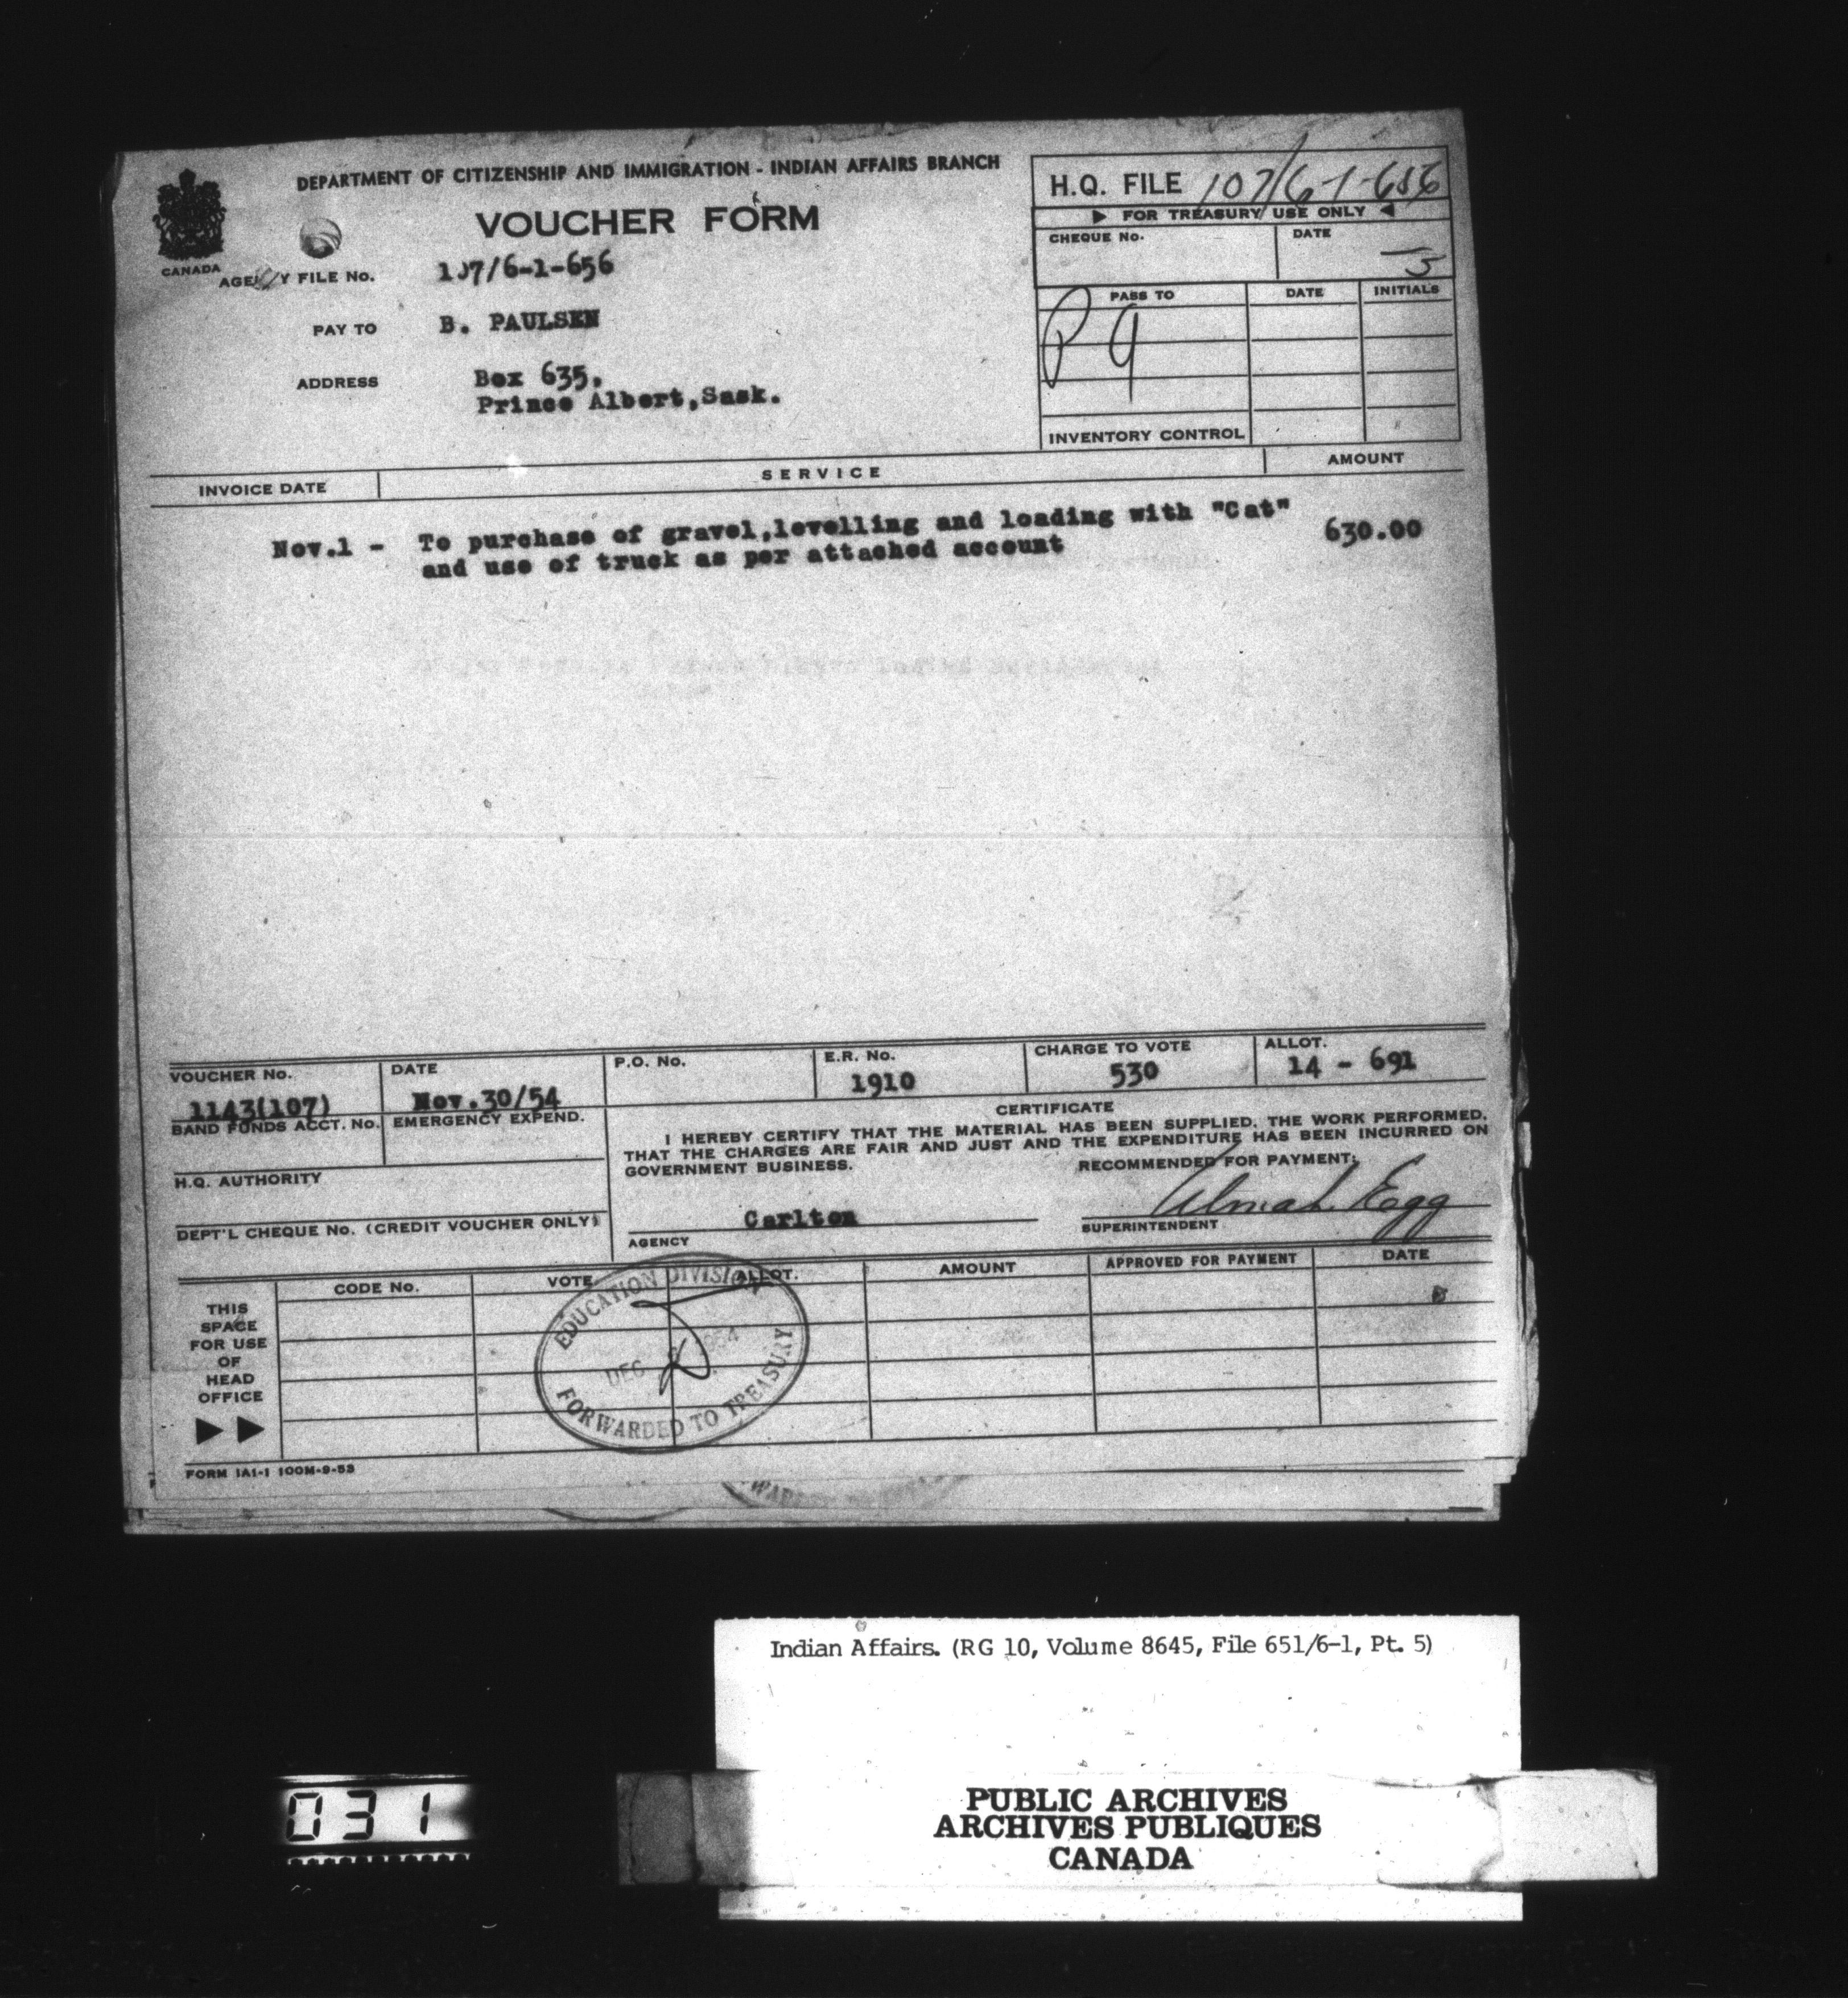 DEPARTMENT OF CITIZENSHIP AND IMMIGRATION - INDIAN AFFAIRS BRANCH
VOUCHER FORM
CANADA
AGENCY FILE No. 107/6-1-656
PAY TO B. PAULSEN
ADDRESS Box 635,
Prince Albert,Sask.
H.Q. FILE 107/6-1-656
▶ FOR TREASURY USE ONLY ◀
CHEQUE No. DATE
5
PASS TO DATE INITIALS
P 9
INVENTORY CONTROL
INVOICE DATE SERVICE AMOUNT
Nov.1 - To purchase of gravel,levelling and loading with "Cat" 630.00
and use of truck as per attached account
VOUCHER No. DATE P.O. No. E.R. No. CHARGE TO VOTE ALLOT.
1143(107) Nov.30/54 1910 530 14 - 691
BAND FUNDS ACCT. No. EMERGENCY EXPEND.
H.Q. AUTHORITY
DEPT'L CHEQUE No. (CREDIT VOUCHER ONLY)
CERTIFICATE
I HEREBY CERTIFY THAT THE MATERIAL HAS BEEN SUPPLIED, THE WORK PERFORMED,
THAT THE CHARGES ARE FAIR AND JUST AND THE EXPENDITURE HAS BEEN INCURRED ON
GOVERNMENT BUSINESS.
RECOMMENDED FOR PAYMENT:
Carlton
AGENCY
Egg
SUPERINTENDENT
CODE No. VOTE ALLOT. AMOUNT APPROVED FOR PAYMENT DATE
THIS
SPACE
FOR USE
OF
HEAD
OFFICE
▶ ▶
EDUCATION DIVISION
DEC 1954
FORWARDED TO TREASURY
FORM IA1-1 100M-9-53
Indian Affairs. (RG 10, Volume 8645, File 651/6-1, Pt. 5)
031
PUBLIC ARCHIVES
ARCHIVES PUBLIQUES
CANADA